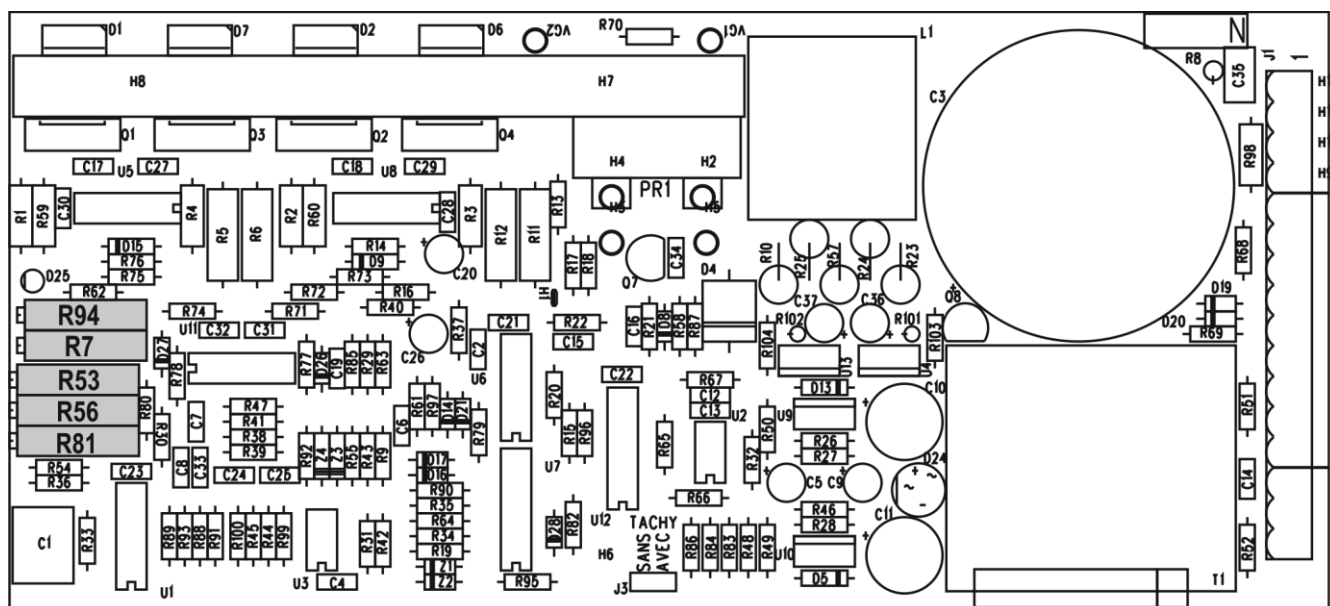 D1 D7 D2 D6 VG2 R70 VG1 L1 N
R8 C35 J1 1
H8 H7 C3
Q1 Q3 Q2 Q4 R98
C17 U5 C27 C18 U8 C29 H4 H2
PR1
R1 R59 C30 R4 R5 R6 R2 R60 C28 R3 R12 R11 R13 H5
D15 R14 R10 R25 R57 R24 R23 R68
R76 D9 C20 R17 R18 Q7 C34 D4
D25 R75 R73
R62 R72 R16 H1 D19
R94 R74 R71 R40 C37 C36 Q8 D20
U11 C32 C31 C26 R37 C2 C21 R22 C16 R21 D8 R58 R87 R104 R102 R101 R103 R69
R7 D27 C15
R78 R77 D26 C19 R85 R29 R63 U6 U13 U4
R53 R80 R20 C22 R67 D13 C10 R51
R56 C7 R47 R61 R97 D14 D21 C12
R81 R30 R41 C6 R79 R15 R96 C13 U2 U9 R50
R38 R26
R39 R92 Z4 Z3 R55 R43 R9 D17 U7 R65 R32 R27 D24
R54 C23 C8 C33 C24 C25 D16 + ~ ~ -
R36 R90 R66 C5 C9 C14
R35 U12 R46 C11
C1 R33 R89 R93 R88 R91 R100 R45 R44 R99 R31 R42 R64 D28 R82 TACHY R28
R34 SANS AVEC R86 R84 R83 R48 R49 U10 R52
R19 H6
Z1
U1 U3 C4 Z2 R95 J3 D5 T1